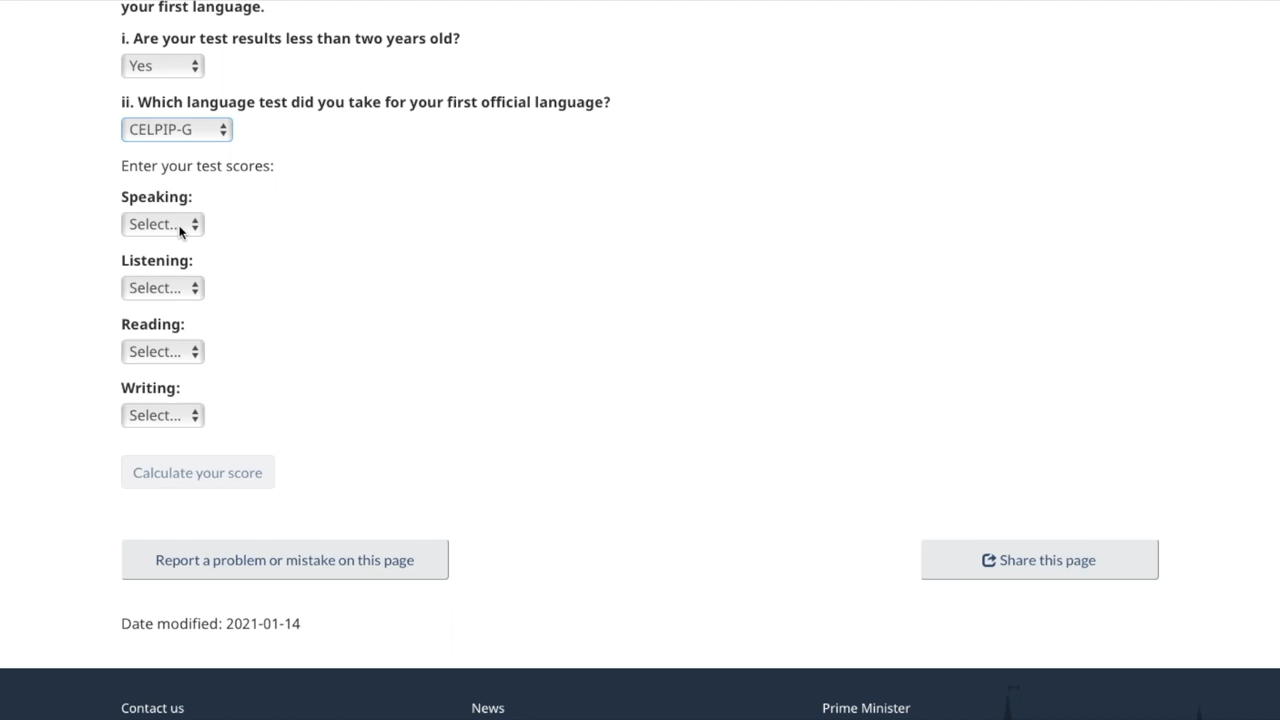 your first language.
i. Are your test results less than two years old?
Yes
ii. Which language test did you take for your first official language?
CELPIP-G
Enter your test scores:
Speaking:
Select...
Listening:
Select...
Reading:
Select...
Writing:
Select...
Calculate your score
Report a problem or mistake on this page
Share this page
Date modified: 2021-01-14
Contact us
News
Prime Minister